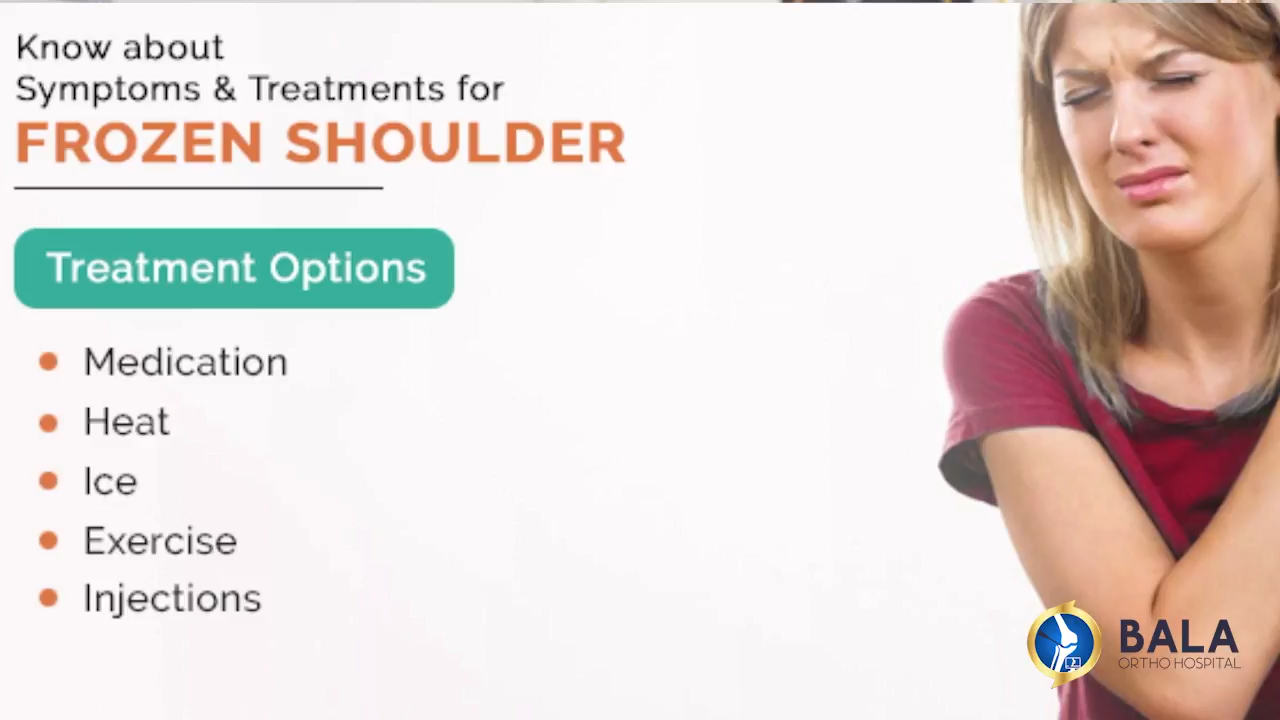 Know about
Symptoms & Treatments for
FROZEN SHOULDER
Treatment Options
Medication
Heat
Ice
Exercise
Injections
BALA
ORTHO HOSPITAL